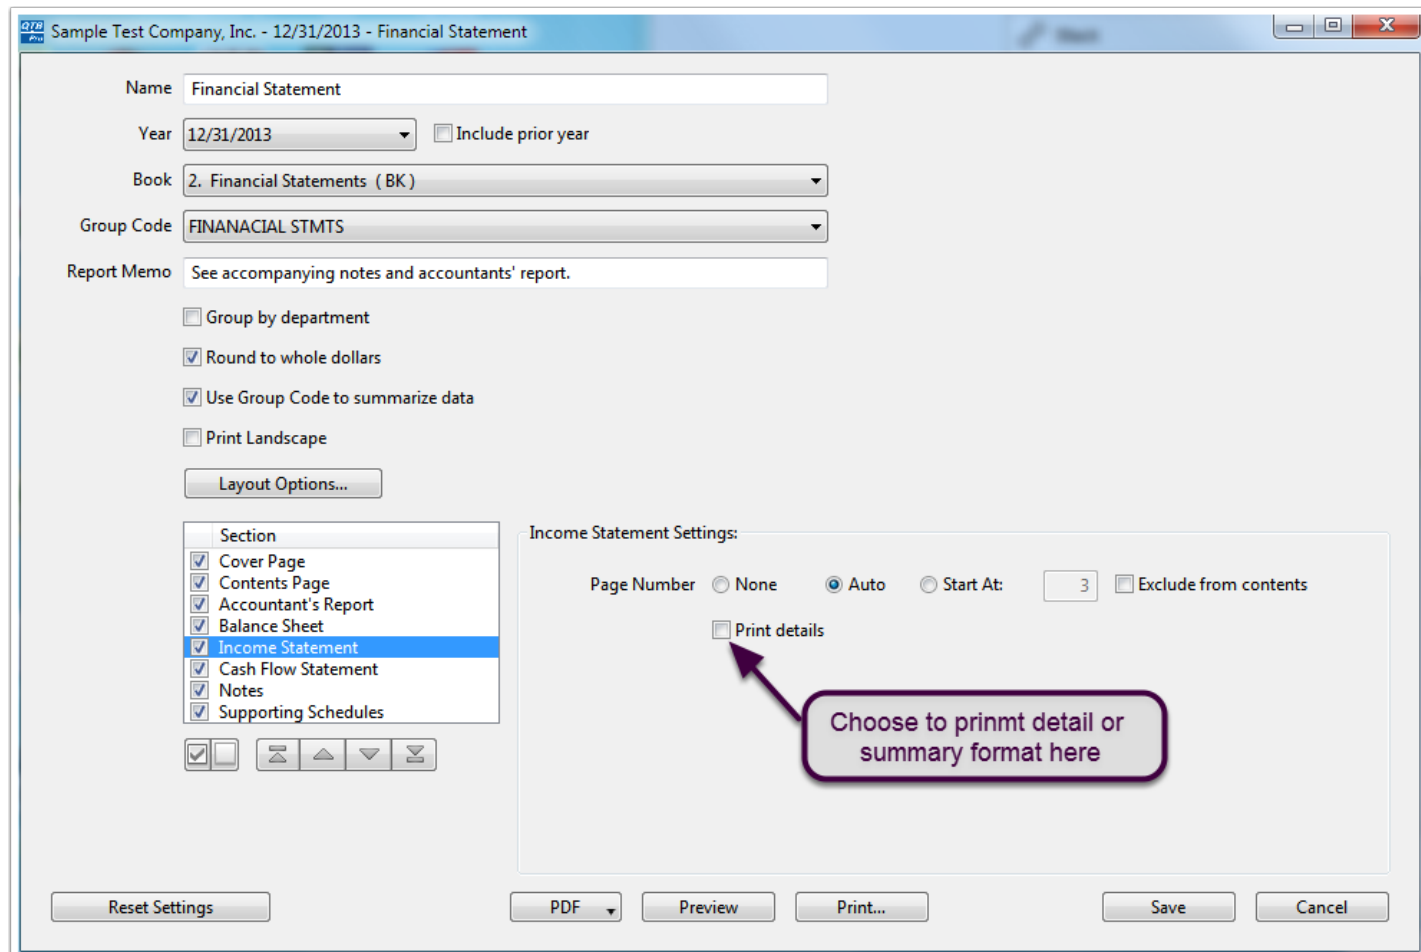 QTB Pro Sample Test Company, Inc. - 12/31/2013 - Financial Statement
Name Financial Statement
Year 12/31/2013 Include prior year
Book 2. Financial Statements ( BK )
Group Code FINANACIAL STMTS
Report Memo See accompanying notes and accountants' report.
Group by department
Round to whole dollars
Use Group Code to summarize data
Print Landscape
Layout Options...
Section
Cover Page
Contents Page
Accountant's Report
Balance Sheet
Income Statement
Cash Flow Statement
Notes
Supporting Schedules
Income Statement Settings:
Page Number None Auto Start At: 3 Exclude from contents
Print details
Choose to prinmt detail or
summary format here
Reset Settings PDF Preview Print... Save Cancel